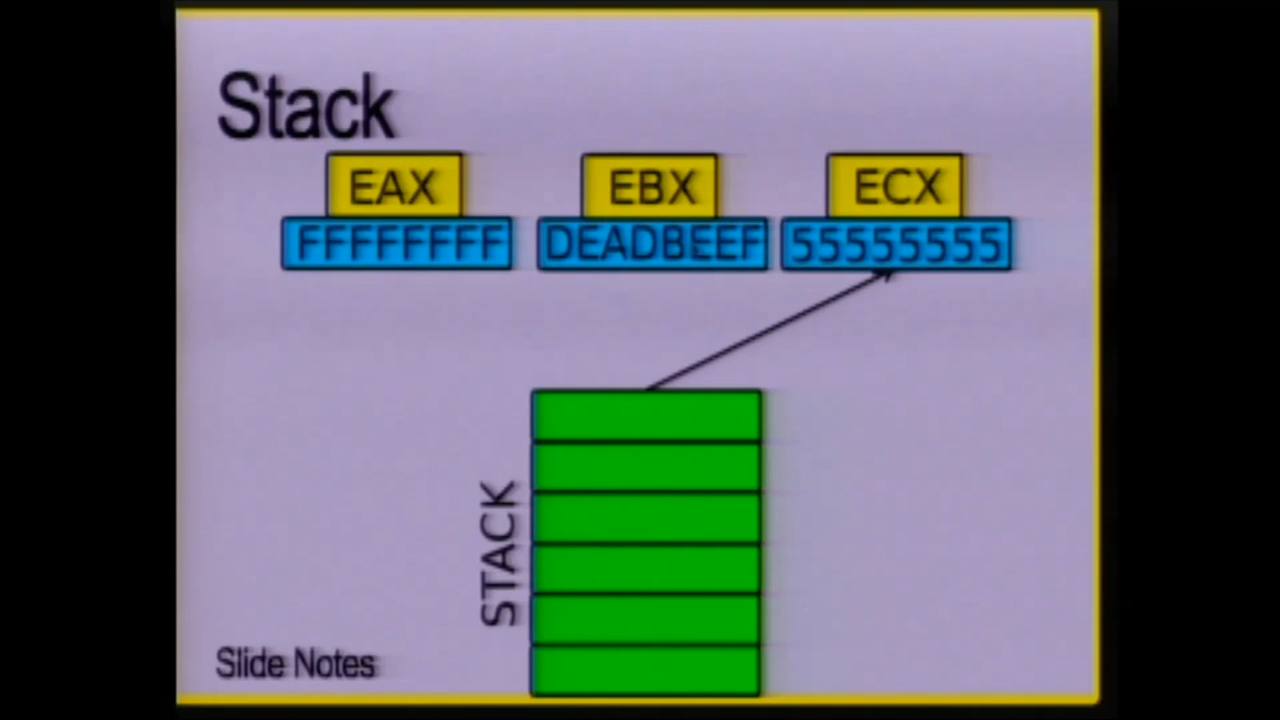 Stack
EAX EBX ECX
FFFFFFFF DEADBEEF 55555555
STACK
Slide Notes